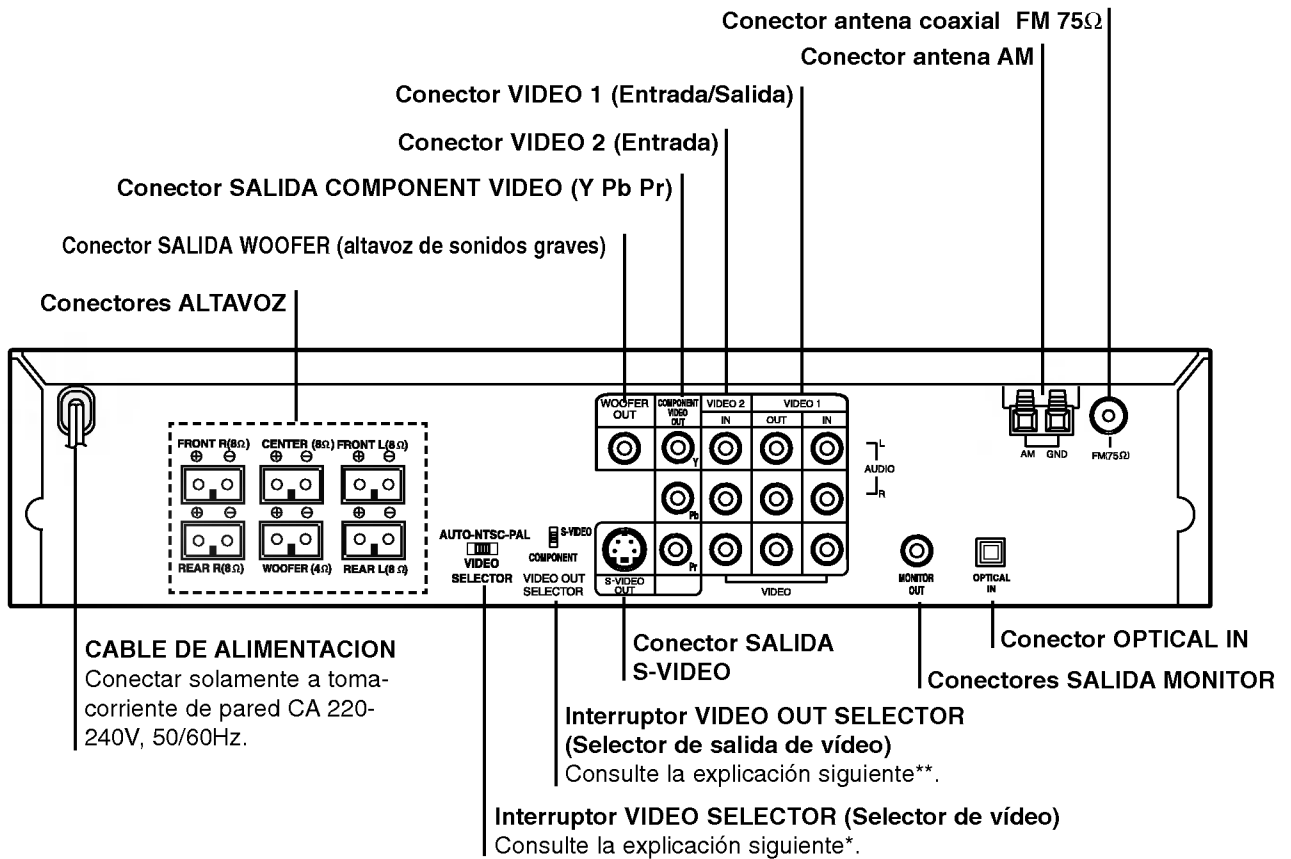 Conector antena coaxial FM 75Ω
Conector antena AM
Conector VIDEO 1 (Entrada/Salida)
Conector VIDEO 2 (Entrada)
Conector SALIDA COMPONENT VIDEO (Y Pb Pr)
Conector SALIDA WOOFER (altavoz de sonidos graves)
Conectores ALTAVOZ
WOOFER
OUT
COMPONENT
VIDEO
OUT
VIDEO 2
IN
VIDEO 1
OUT
IN
Y
Pb
Pr
L
AUDIO
R
AM GND
FM(75Ω)
FRONT R(8Ω) CENTER (8Ω) FRONT L(8Ω)
⊕ ⊖ ⊕ ⊖ ⊕ ⊖
⊕ ⊖ ⊕ ⊖ ⊕ ⊖
REAR R(8Ω) WOOFER (4Ω) REAR L(8Ω)
AUTO-NTSC-PAL
VIDEO
SELECTOR
S-VIDEO
COMPONENT
VIDEO OUT
SELECTOR
S-VIDEO
OUT
VIDEO
MONITOR
OUT
OPTICAL
IN
CABLE DE ALIMENTACION
Conectar solamente a toma-
corriente de pared CA 220-
240V, 50/60Hz.
Conector SALIDA
S-VIDEO
Conector OPTICAL IN
Conectores SALIDA MONITOR
Interruptor VIDEO OUT SELECTOR
(Selector de salida de vídeo)
Consulte la explicación siguiente**.
Interruptor VIDEO SELECTOR (Selector de vídeo)
Consulte la explicación siguiente*.